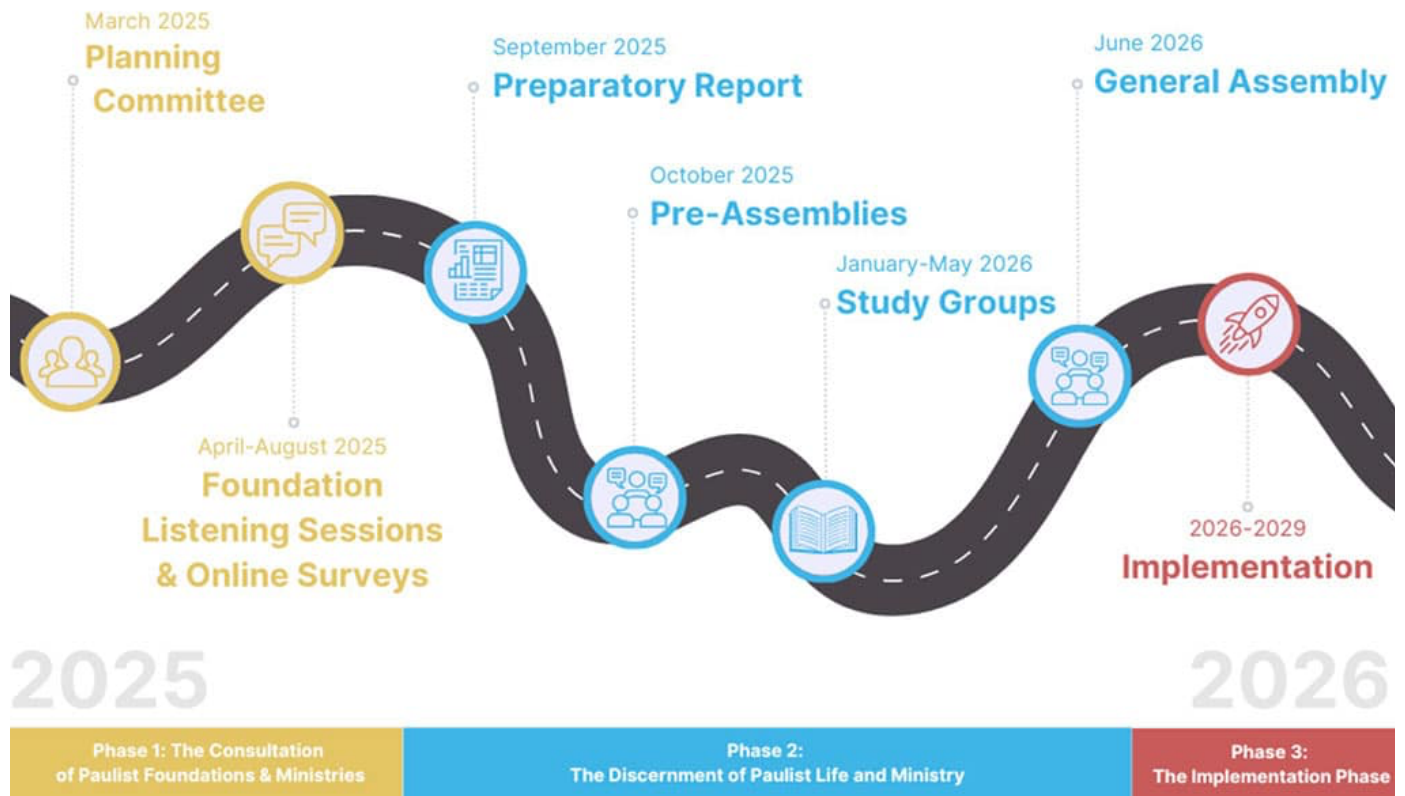 March 2025
Planning
Committee
September 2025
Preparatory Report
June 2026
General Assembly
October 2025
Pre-Assemblies
January-May 2026
Study Groups
April-August 2025
Foundation
Listening Sessions
& Online Surveys
2026-2029
Implementation
2025
2026
Phase 1: The Consultation
of Paulist Foundations & Ministries
Phase 2:
The Discernment of Paulist Life and Ministry
Phase 3:
The Implementation Phase